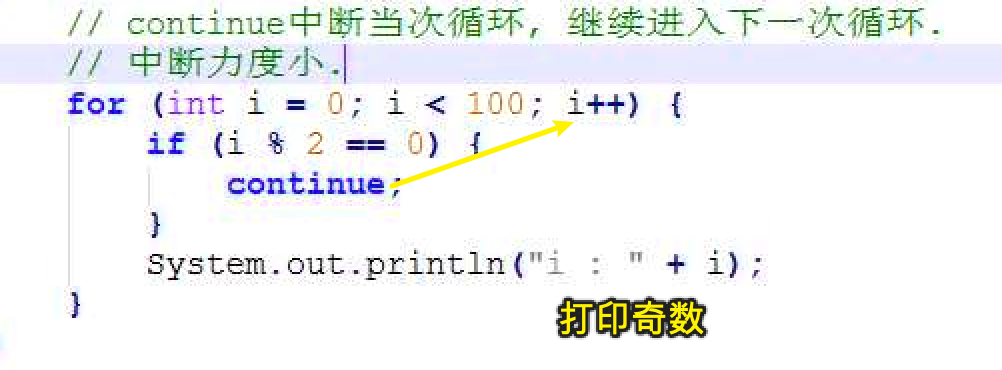 // continue中断当次循环, 继续进入下一次循环.
// 中断力度小.
for (int i = 0; i < 100; i++) {
    if (i % 2 == 0) {
        continue;
    }
    System.out.println("i : " + i);
}
打印奇数